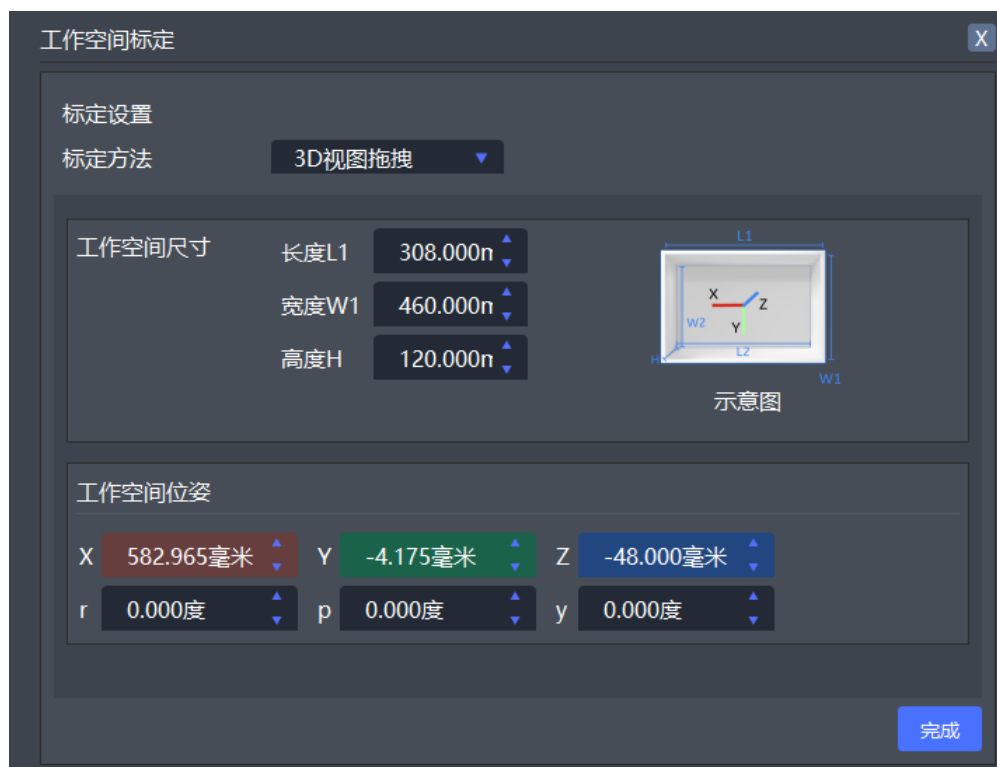 工作空间标定 X
标定设置
标定方法 3D视图拖拽
工作空间尺寸 长度L1 308.000m
宽度W1 460.000m
高度H 120.000m
L1
X
Z
W2
Y
L2
H
W1
示意图
工作空间位姿
X 582.965毫米 Y -4.175毫米 Z -48.000毫米
r 0.000度 p 0.000度 y 0.000度
完成